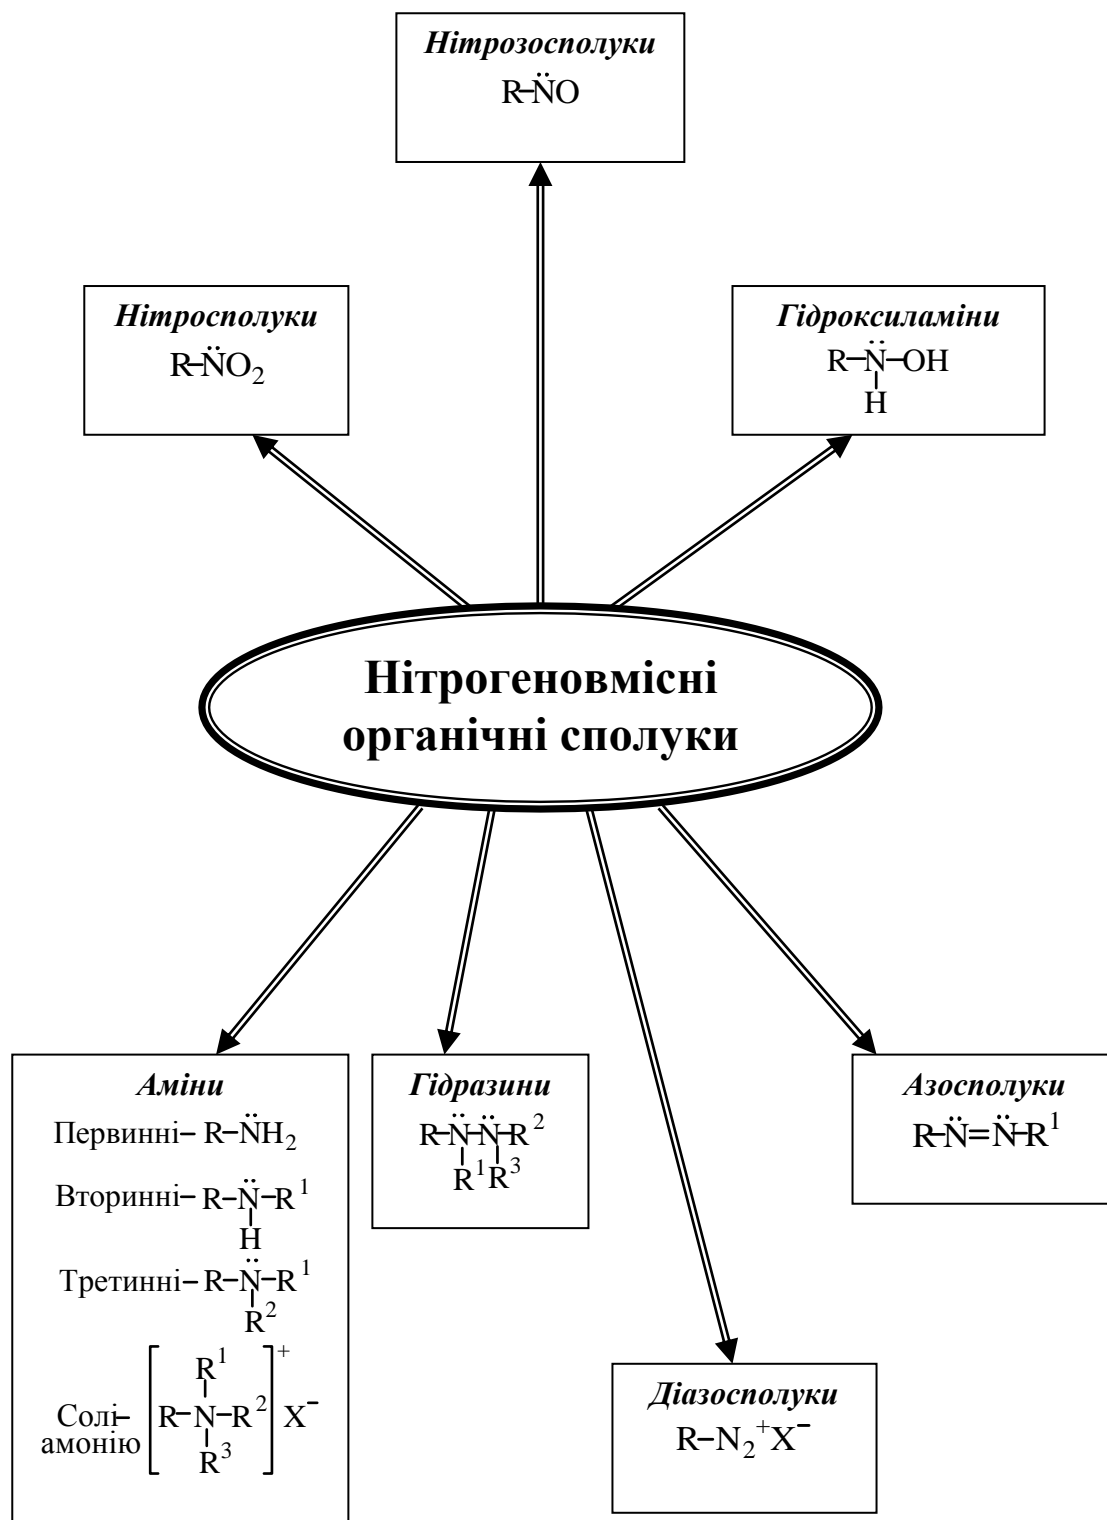 Нітрозосполуки
R–N̈O
Нітросполуки
R–N̈O₂
Гідроксиламіни
R–N̈–OH
H
Нітрогеновмісні
органічні сполуки
Аміни
Первинні– R–N̈H₂
Вторинні– R–N̈–R¹
H
Третинні– R–N̈–R¹
R²
Солі– амонію [R–N–R²]⁺ X⁻
R¹
R³
Гідразини
R–N̈–N̈–R²
R¹ R³
Діазосполуки
R–N₂⁺X⁻
Азосполуки
R–N̈=N̈–R¹